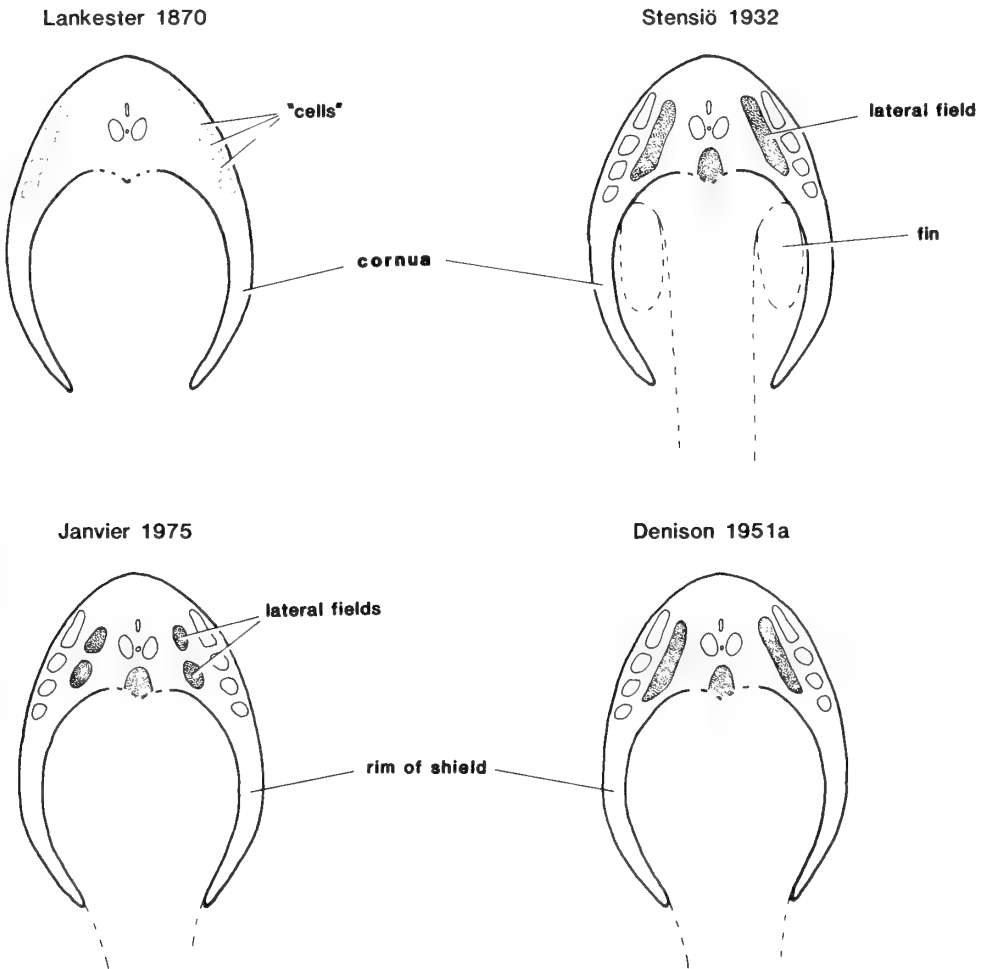 Lankester 1870
Stensiö 1932
"cells"
lateral field
cornua
fin
Janvier 1975
Denison 1951a
lateral fields
rim of shield